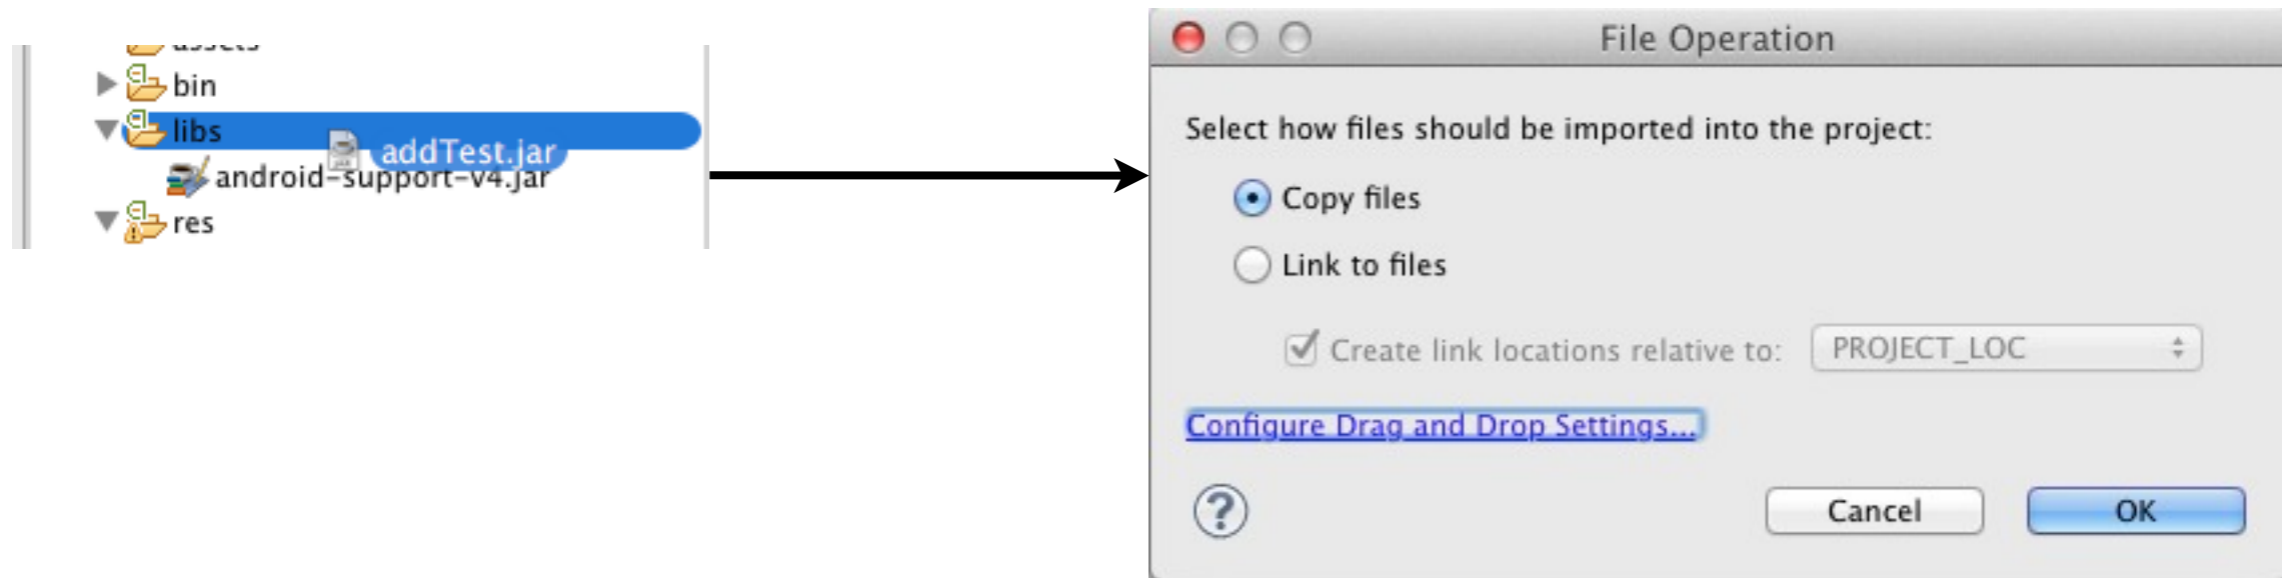 assets
bin
libs
addTest.jar
android-support-v4.jar
res
File Operation
Select how files should be imported into the project:
Copy files
Link to files
Create link locations relative to: PROJECT_LOC
Configure Drag and Drop Settings...
?
Cancel OK